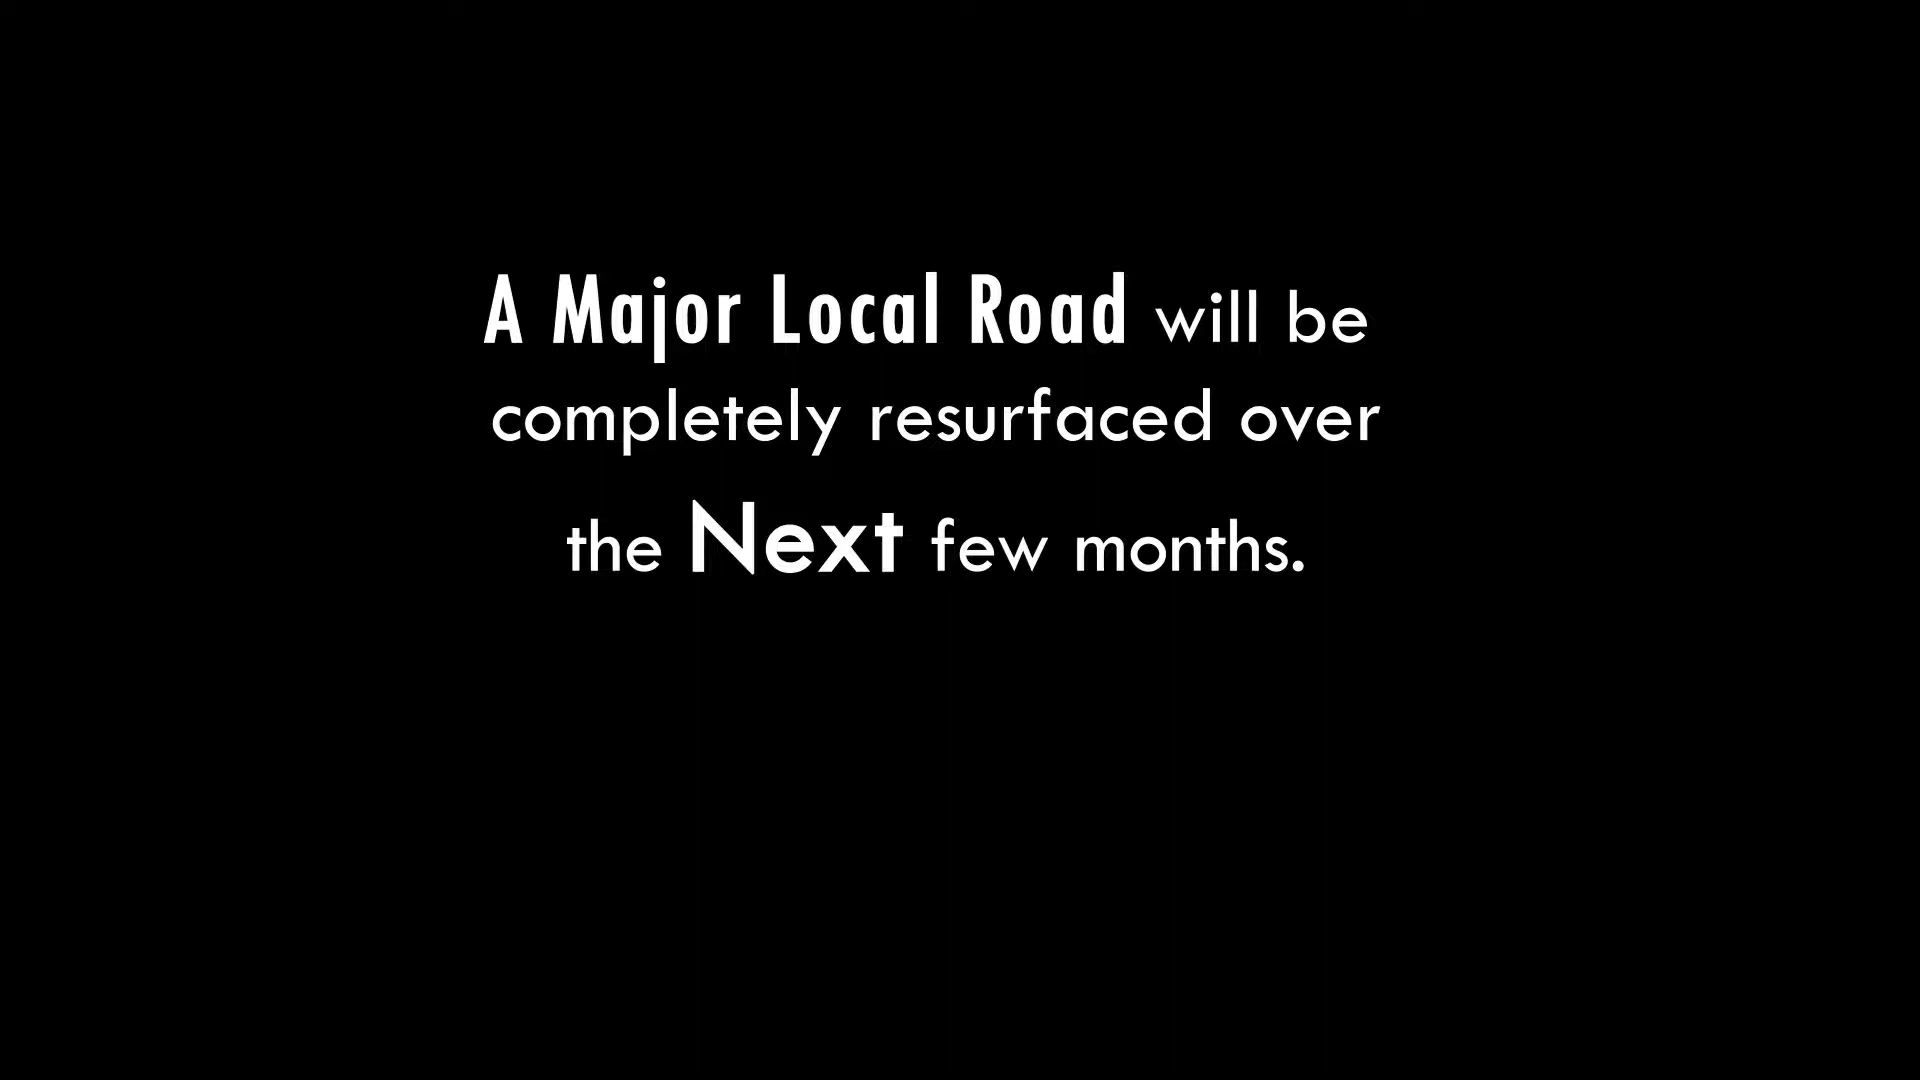 A Major Local Road will be
completely resurfaced over
the Next few months.